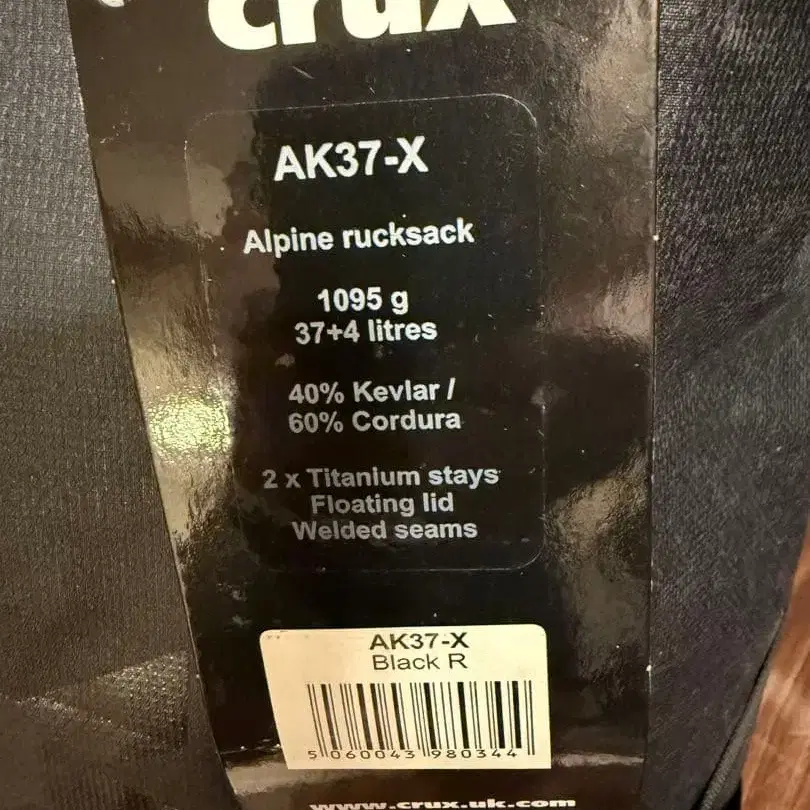 crux
AK37-X
Alpine rucksack
1095 g
37+4 litres
40% Kevlar /
60% Cordura
2 x Titanium stays
Floating lid
Welded seams
AK37-X
Black R
5 060043 980344
www.crux.uk.com